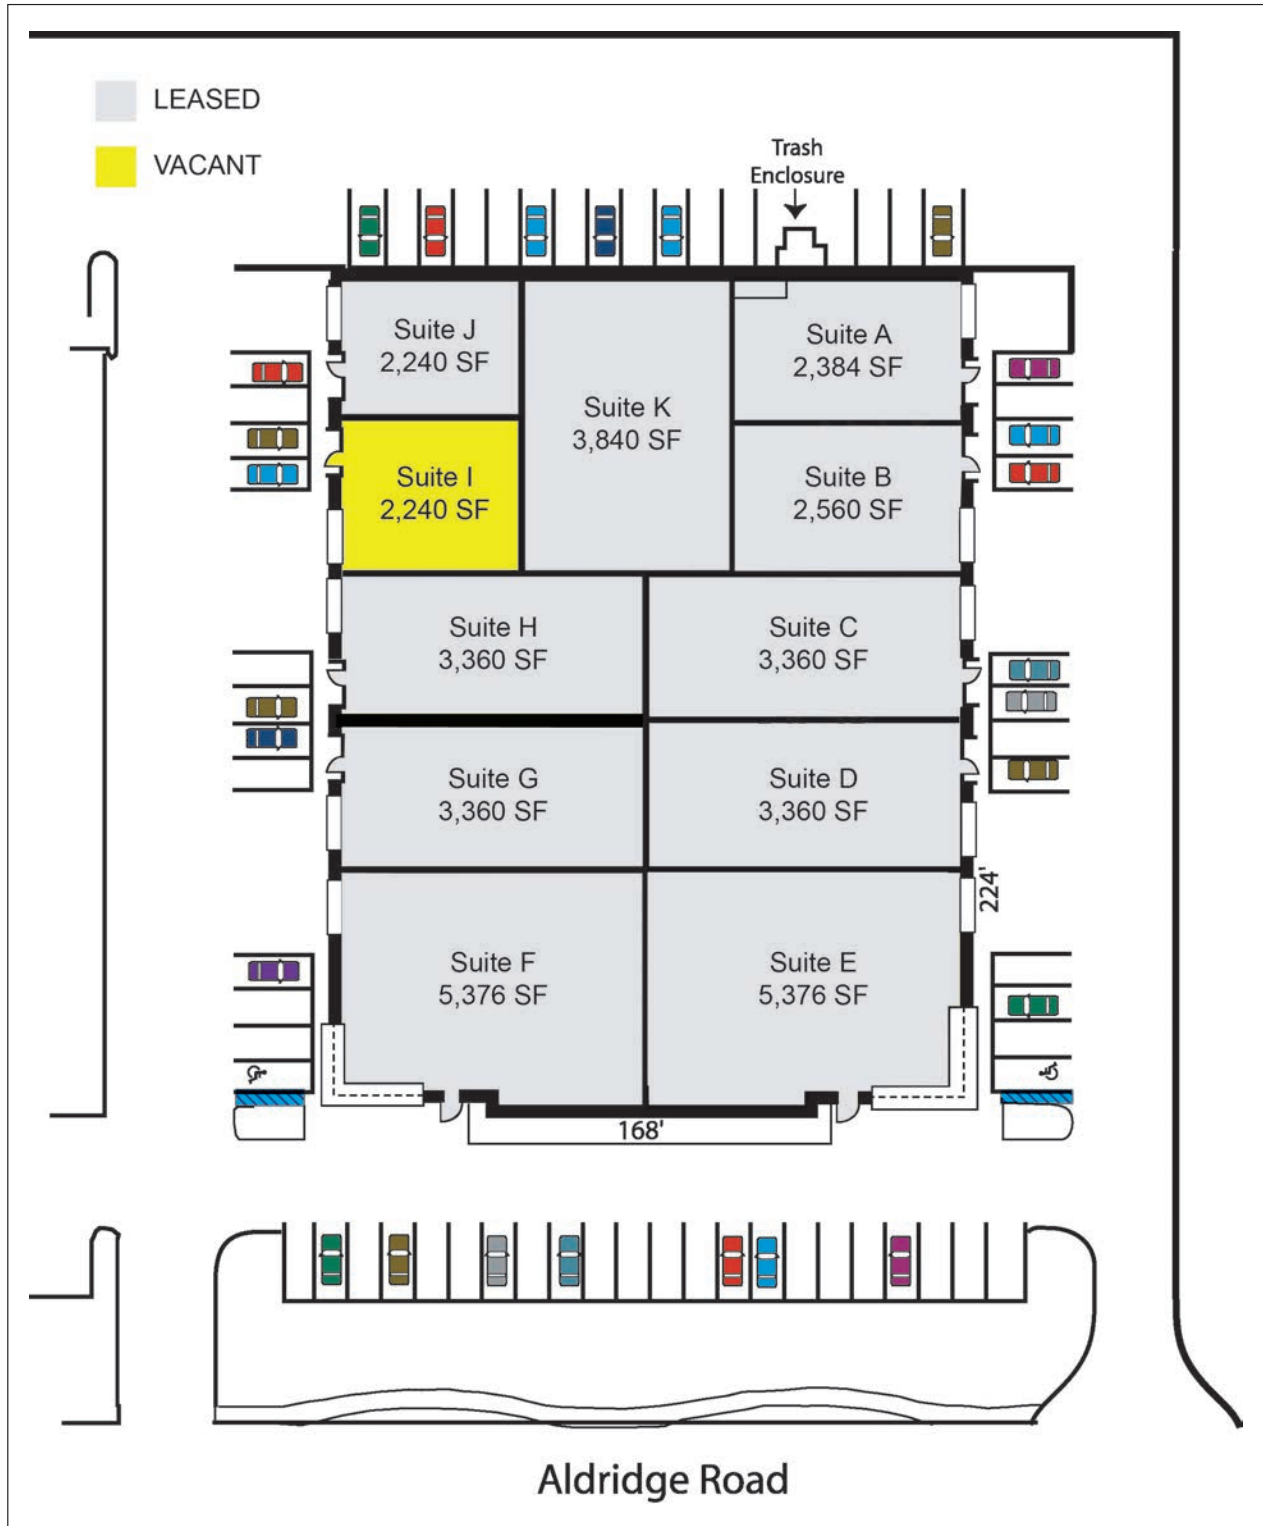 LEASED
VACANT
Trash
Enclosure
Suite J
2,240 SF
Suite K
3,840 SF
Suite A
2,384 SF
Suite I
2,240 SF
Suite B
2,560 SF
Suite H
3,360 SF
Suite C
3,360 SF
Suite G
3,360 SF
Suite D
3,360 SF
224'
Suite F
5,376 SF
Suite E
5,376 SF
168'
Aldridge Road